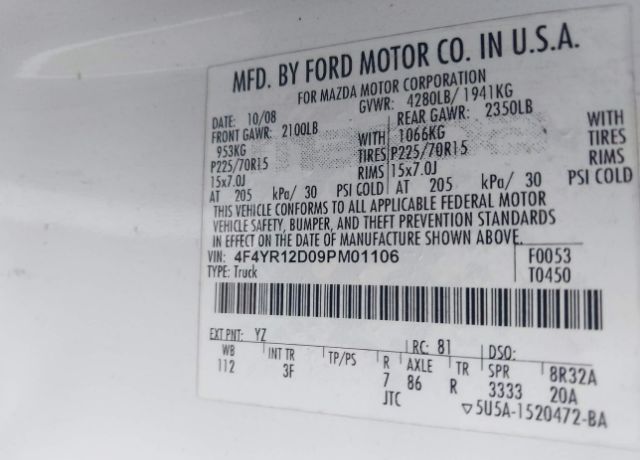 MFD. BY FORD MOTOR CO. IN U.S.A.
FOR MAZDA MOTOR CORPORATION
DATE: 10/08 GVWR: 4280LB/ 1941KG
FRONT GAWR: 2100LB REAR GAWR: 2350LB
953KG WITH 1066KG WITH
P225/70R15 TIRES P225/70R15 TIRES
15x7.0J RIMS 15x7.0J RIMS
AT 205 kPa/ 30 PSI COLD AT 205 kPa/ 30 PSI COLD
THIS VEHICLE CONFORMS TO ALL APPLICABLE FEDERAL MOTOR
VEHICLE SAFETY, BUMPER, AND THEFT PREVENTION STANDARDS
IN EFFECT ON THE DATE OF MANUFACTURE SHOWN ABOVE.
VIN: 4F4YR12D09PM01106 F0053
TYPE: Truck T0450
EXT PNT: YZ RC: 81 DSO:
WB INT TR TP/PS R AXLE TR SPR 8R32A
112 3F 7 86 R 3333 20A
JTC 5U5A-1520472-BA